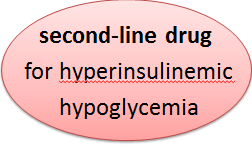 second-line drug
for hyperinsulinemic
hypoglycemia